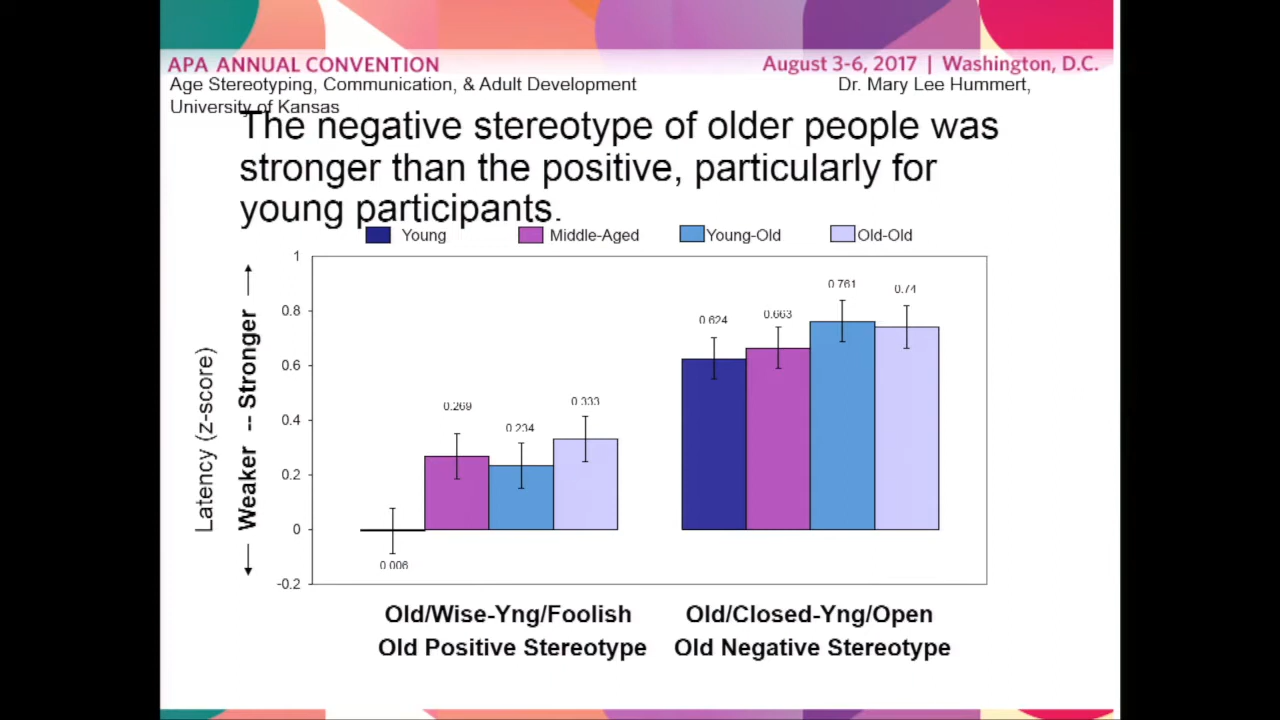 APA ANNUAL CONVENTION
August 3-6, 2017 | Washington, D.C.
Age Stereotyping, Communication, & Adult Development
Dr. Mary Lee Hummert,
University of Kansas
The negative stereotype of older people was
stronger than the positive, particularly for
young participants.
Young
Middle-Aged
Young-Old
Old-Old
Latency (z-score)
Weaker -- Stronger
1
0.8
0.6
0.4
0.2
0
-0.2
0.006
0.269
0.234
0.333
0.624
0.663
0.761
0.74
Old/Wise-Yng/Foolish
Old Positive Stereotype
Old/Closed-Yng/Open
Old Negative Stereotype